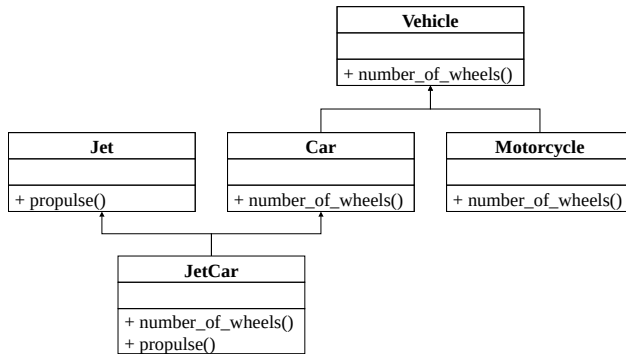 Vehicle
+ number_of_wheels()
Jet
+ propulse()
Car
+ number_of_wheels()
Motorcycle
+ number_of_wheels()
JetCar
+ number_of_wheels()
+ propulse()